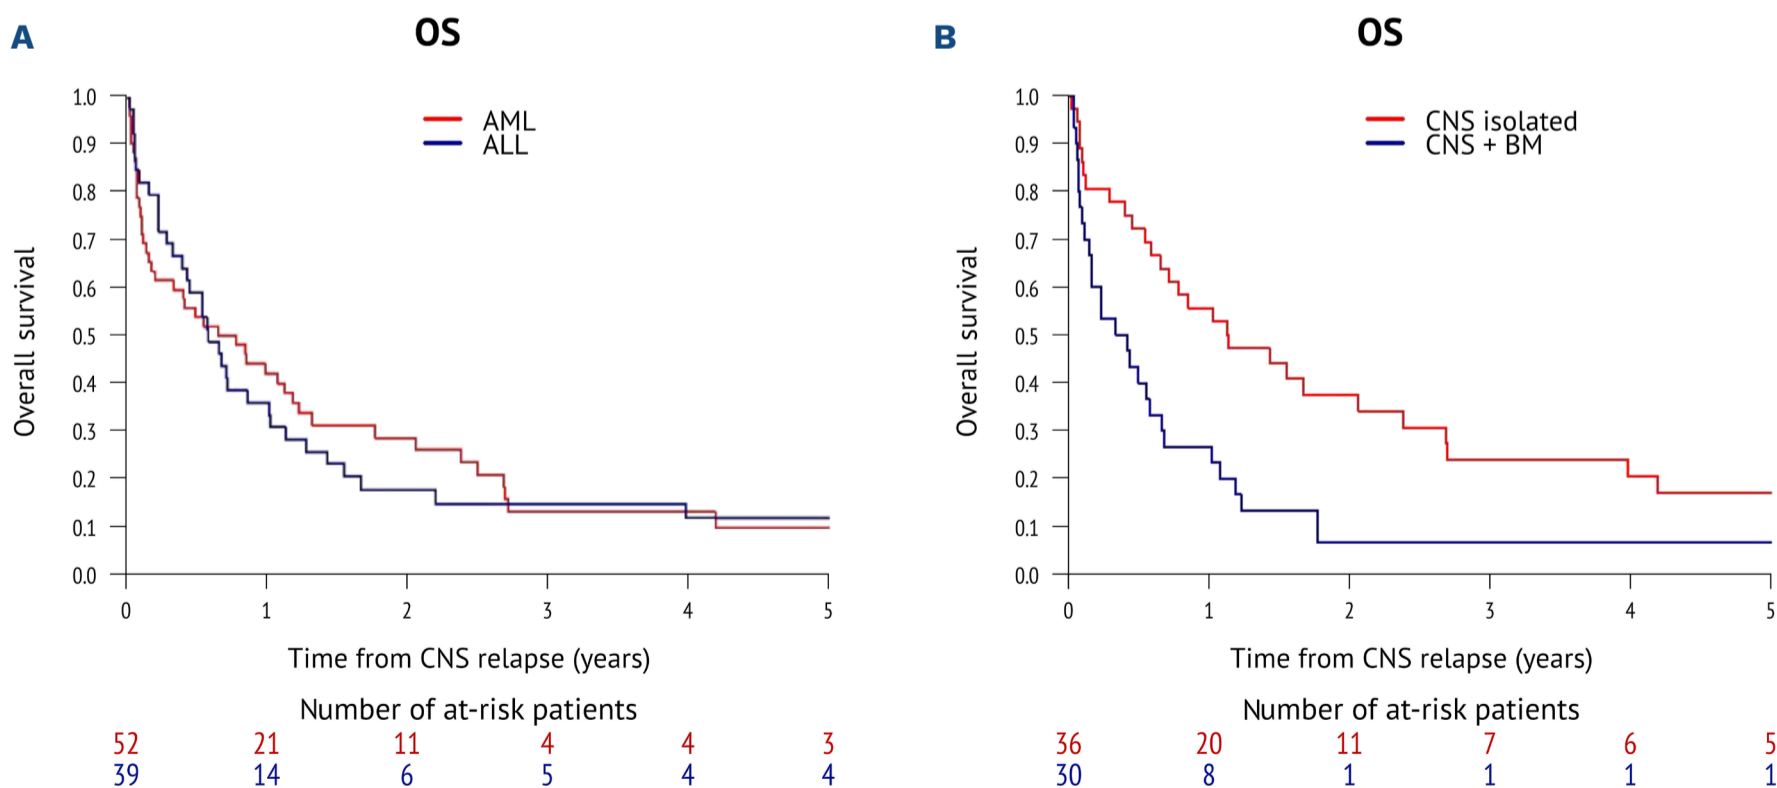 A
OS
1.0
0.9
0.8
0.7
0.6
0.5
0.4
0.3
0.2
0.1
0.0
Overall survival
AML
ALL
0 1 2 3 4 5
Time from CNS relapse (years)
Number of at-risk patients
52 21 11 4 4 3
39 14 6 5 4 4
B
OS
1.0
0.9
0.8
0.7
0.6
0.5
0.4
0.3
0.2
0.1
0.0
Overall survival
CNS isolated
CNS + BM
0 1 2 3 4 5
Time from CNS relapse (years)
Number of at-risk patients
36 20 11 7 6 5
30 8 1 1 1 1